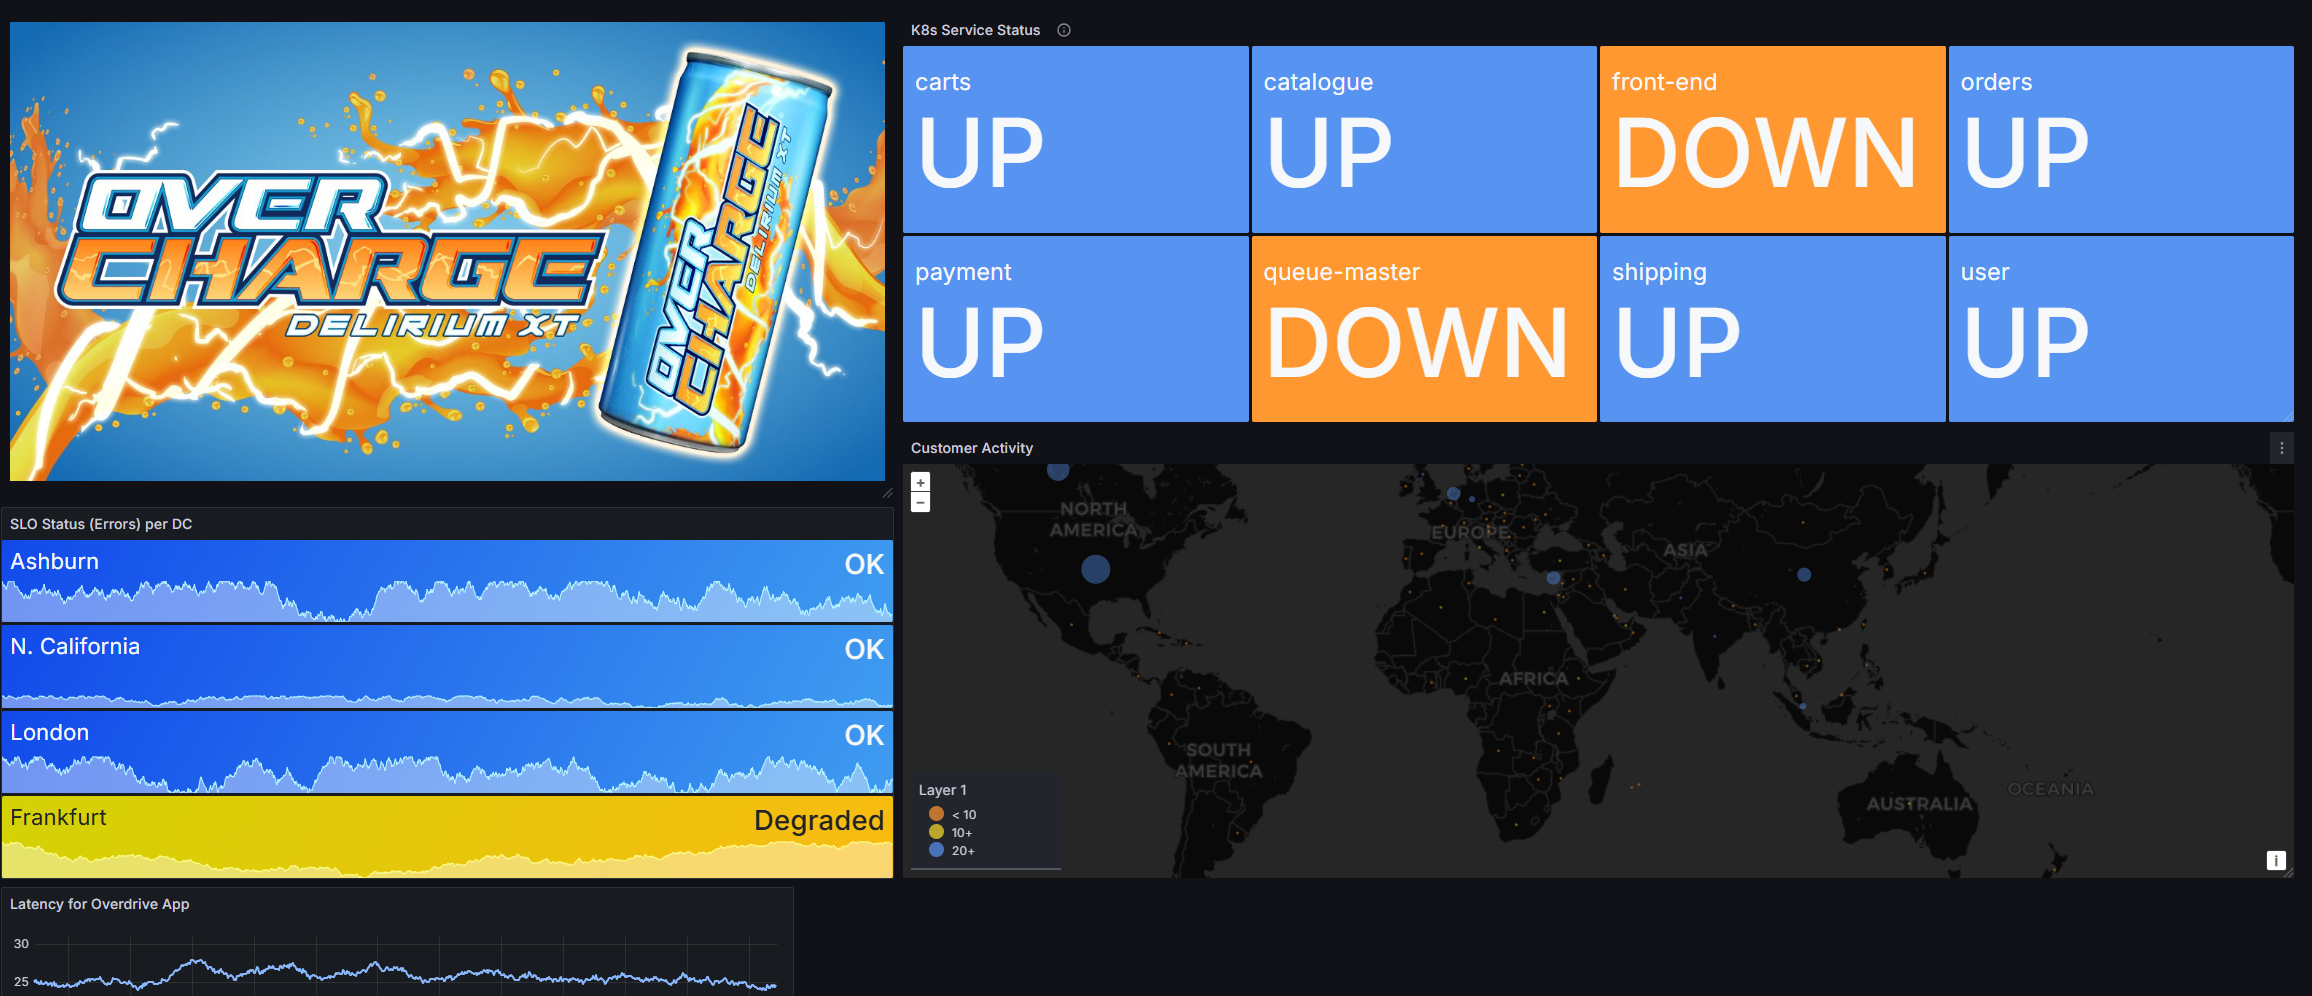 OVER
CHARGE
DELIRIUM XT
OVER
CHARGE
DELIRIUM XT
K8s Service Status
carts
UP
catalogue
UP
front-end
DOWN
orders
UP
payment
UP
queue-master
DOWN
shipping
UP
user
UP
SLO Status (Errors) per DC
Ashburn
OK
N. California
OK
London
OK
Frankfurt
Degraded
Customer Activity
+
−
NORTH
AMERICA
EUROPE
ASIA
AFRICA
SOUTH
AMERICA
OCEANIA
AUSTRALIA
Layer 1
< 10
10+
20+
i
Latency for Overdrive App
30
25